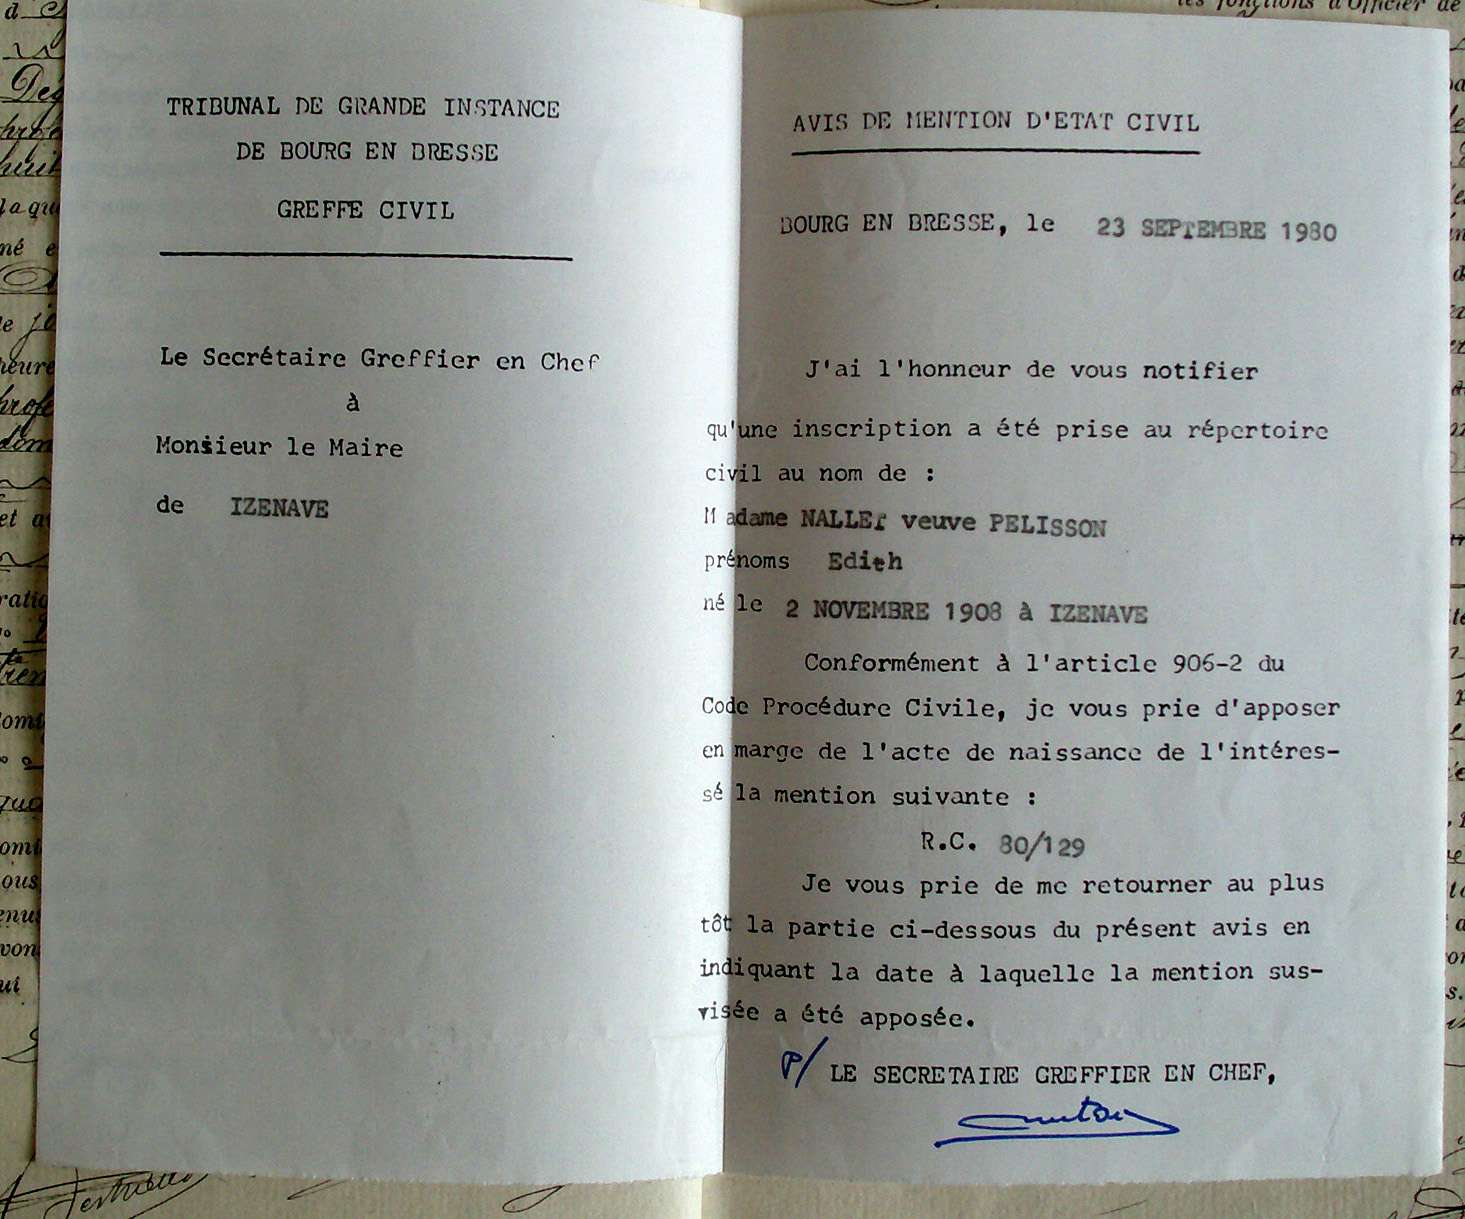 TRIBUNAL DE GRANDE INSTANCE
DE BOURG EN BRESSE
GREFFE CIVIL
Le Secrétaire Greffier en Chef
à
Monsieur le Maire
de IZENAVE
AVIS DE MENTION D'ETAT CIVIL
BOURG EN BRESSE, le 23 SEPTEMBRE 1980
J'ai l'honneur de vous notifier
qu'une inscription a été prise au répertoire
civil au nom de :
Madame NALLET veuve PELISSON
prénoms Edith
né le 2 NOVEMBRE 1908 à IZENAVE
Conformément à l'article 906-2 du
Code Procédure Civile, je vous prie d'apposer
en marge de l'acte de naissance de l'intéres-
sé la mention suivante :
R.C. 80/129
Je vous prie de me retourner au plus
tôt la partie ci-dessous du présent avis en
indiquant la date à laquelle la mention sus-
visée a été apposée.
P/ LE SECRETAIRE GREFFIER EN CHEF,
les fonctions d'Officier de